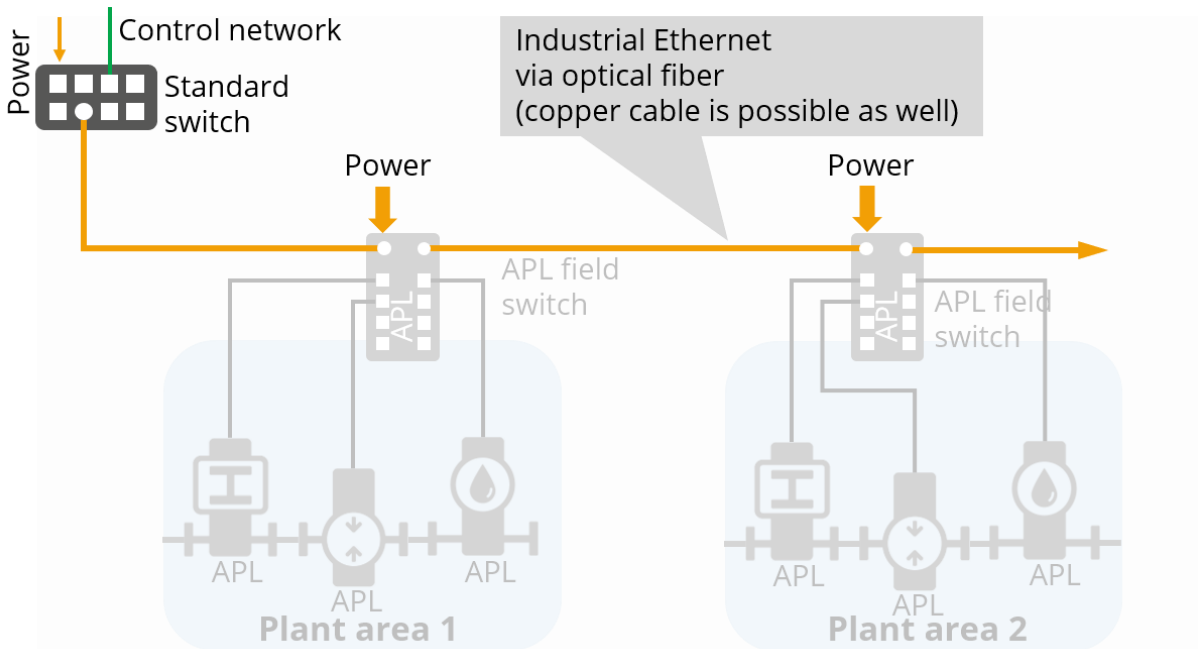 Power
Control network
Standard
switch
Industrial Ethernet
via optical fiber
(copper cable is possible as well)
Power
Power
APL
APL field
switch
APL
APL field
switch
APL
APL
APL
Plant area 1
APL
APL
APL
Plant area 2